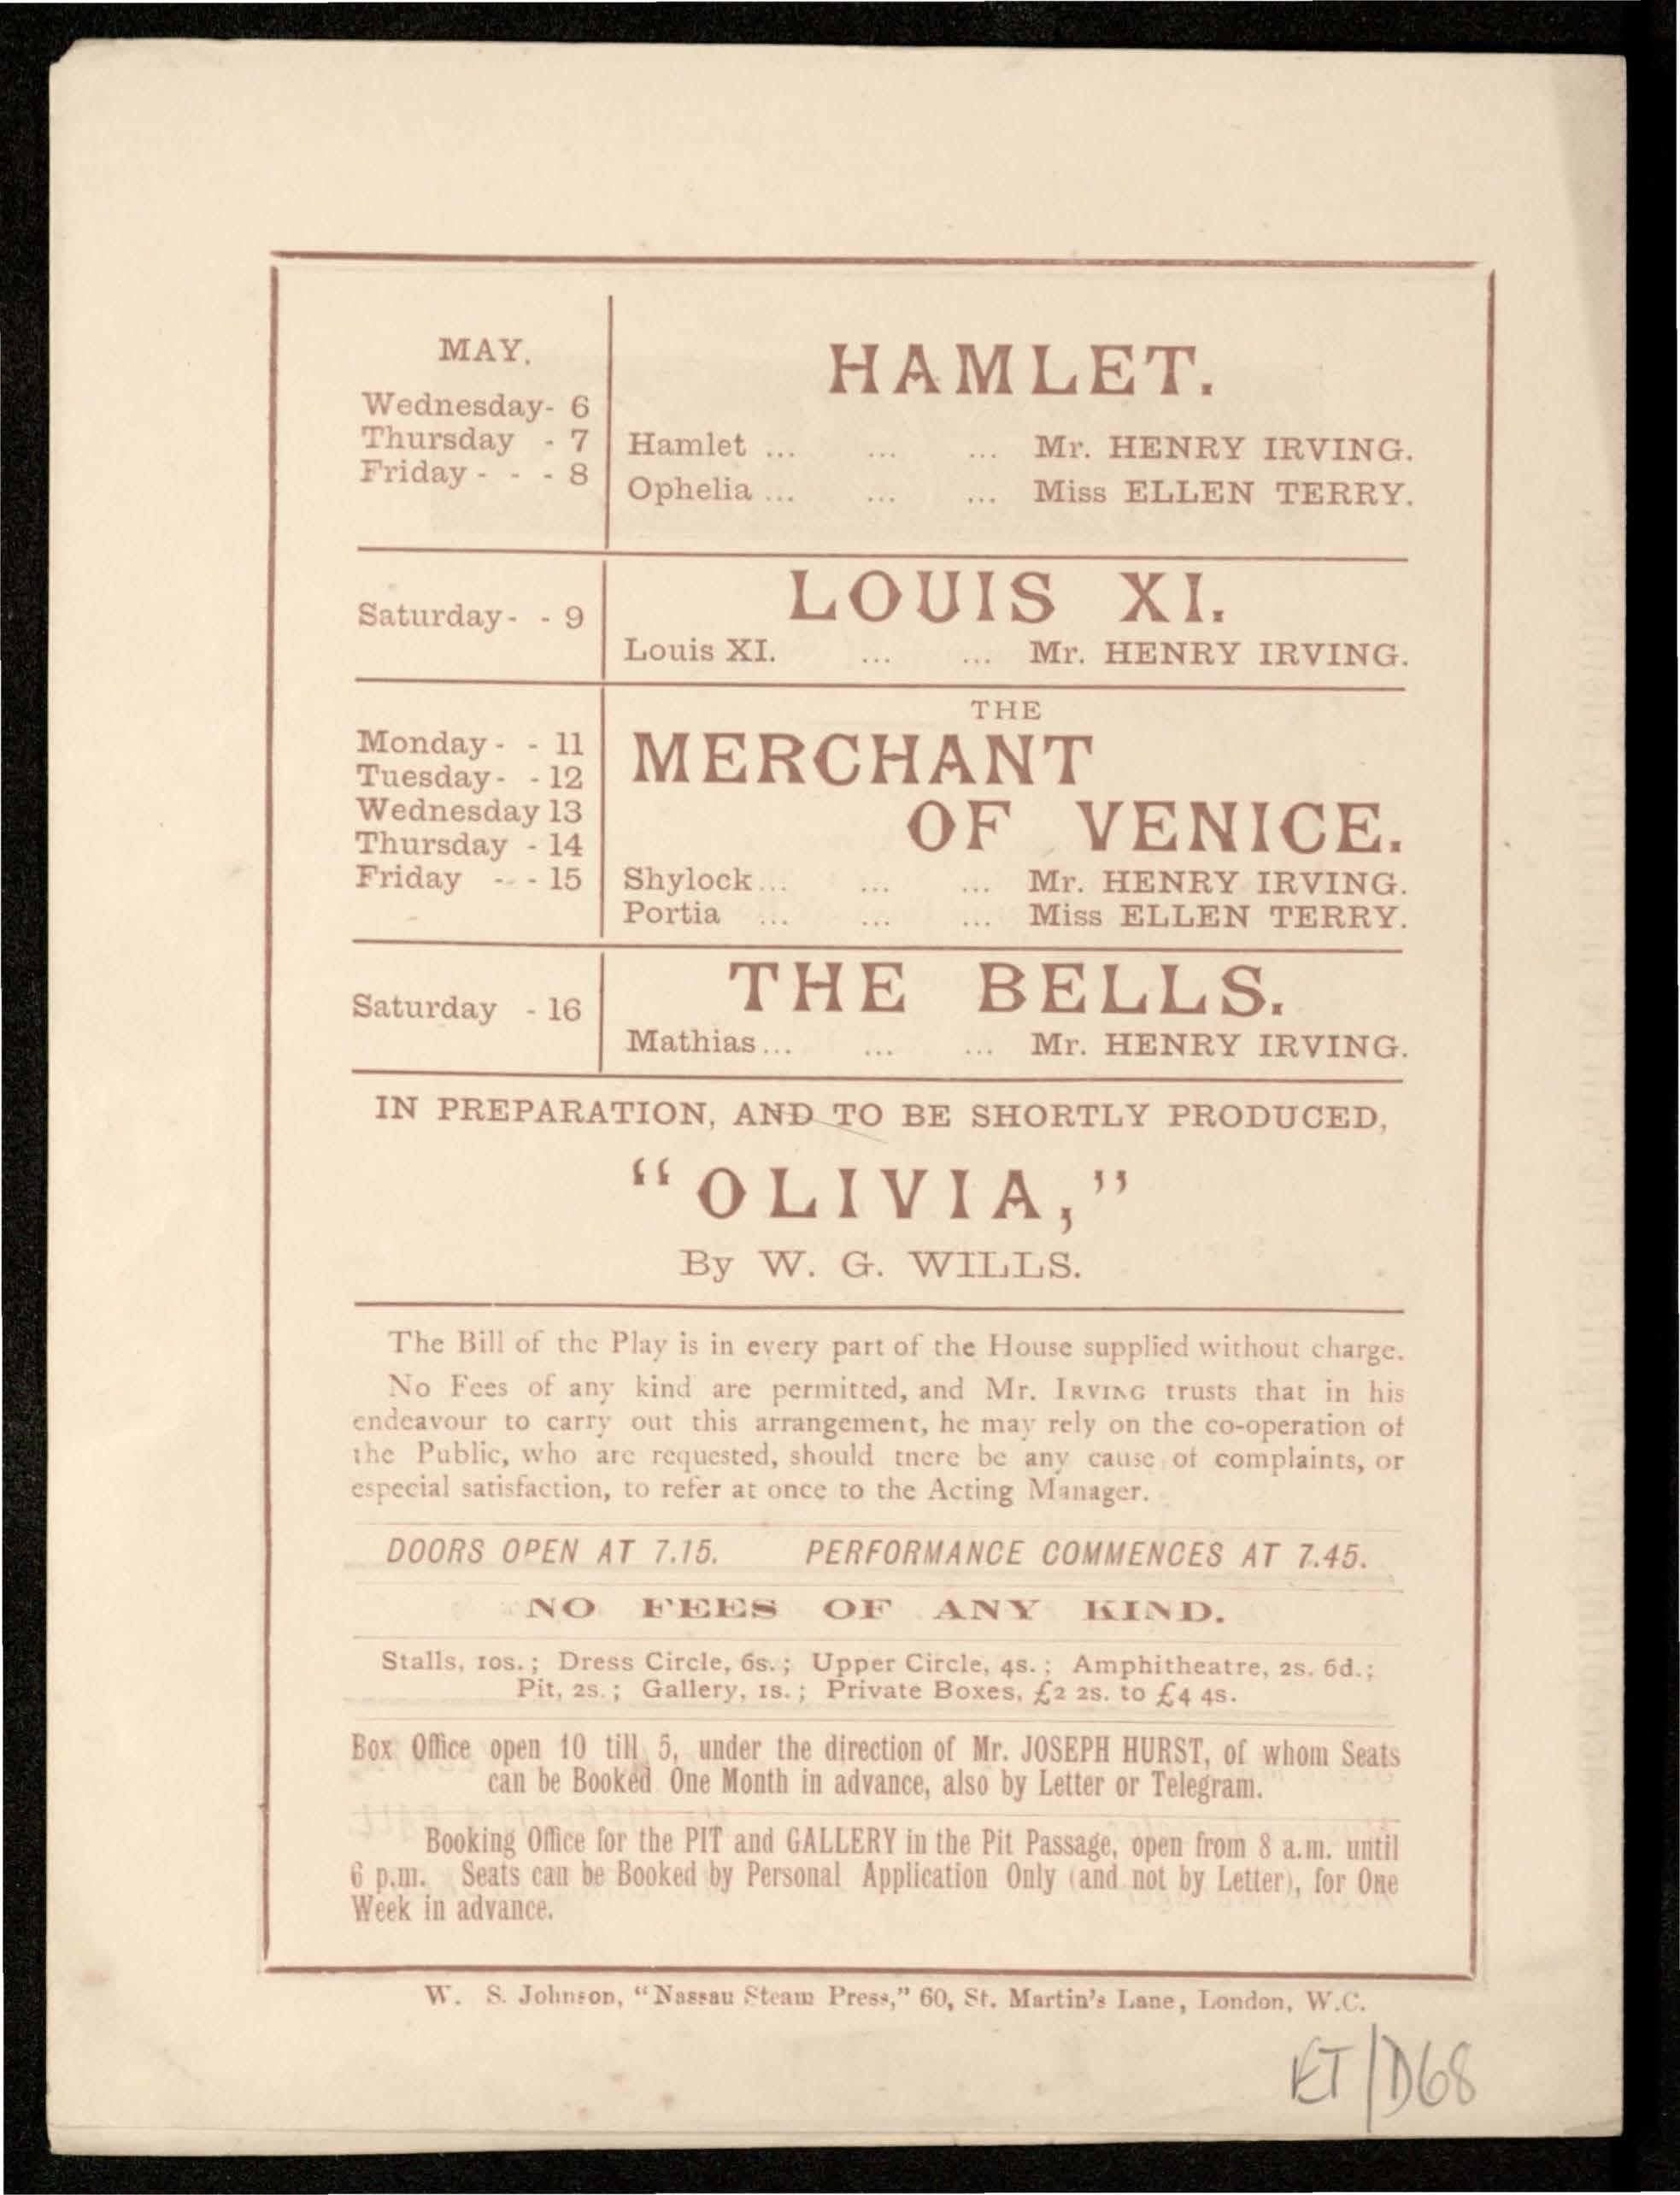 MAY.
Wednesday- 6
Thursday - 7
Friday - - - 8
HAMLET.
Hamlet ... ... ... Mr. HENRY IRVING.
Ophelia ... ... ... Miss ELLEN TERRY.
Saturday- - 9
LOUIS XI.
Louis XI. ... ... Mr. HENRY IRVING.
Monday - - 11
Tuesday- - 12
Wednesday 13
Thursday - 14
Friday - - 15
THE
MERCHANT
OF VENICE.
Shylock... ... ... Mr. HENRY IRVING.
Portia ... ... ... Miss ELLEN TERRY.
Saturday - 16
THE BELLS.
Mathias... ... ... Mr. HENRY IRVING.
IN PREPARATION, AND TO BE SHORTLY PRODUCED,
"OLIVIA,"
By W. G. WILLS.
The Bill of the Play is in every part of the House supplied without charge.
No Fees of any kind are permitted, and Mr. IRVING trusts that in his
endeavour to carry out this arrangement, he may rely on the co-operation of
the Public, who are requested, should there be any cause of complaints, or
especial satisfaction, to refer at once to the Acting Manager.
DOORS OPEN AT 7.15. PERFORMANCE COMMENCES AT 7.45.
NO FEES OF ANY KIND.
Stalls, 10s.; Dress Circle, 6s.; Upper Circle, 4s.; Amphitheatre, 2s. 6d.;
Pit, 2s.; Gallery, 1s.; Private Boxes, £2 2s. to £4 4s.
Box Office open 10 till 5, under the direction of Mr. JOSEPH HURST, of whom Seats
can be Booked One Month in advance, also by Letter or Telegram.
Booking Office for the PIT and GALLERY in the Pit Passage, open from 8 a.m. until
6 p.m. Seats can be Booked by Personal Application Only (and not by Letter), for One
Week in advance.
W. S. Johnson, "Nassau Steam Press," 60, St. Martin's Lane, London, W.C.
ET/D68